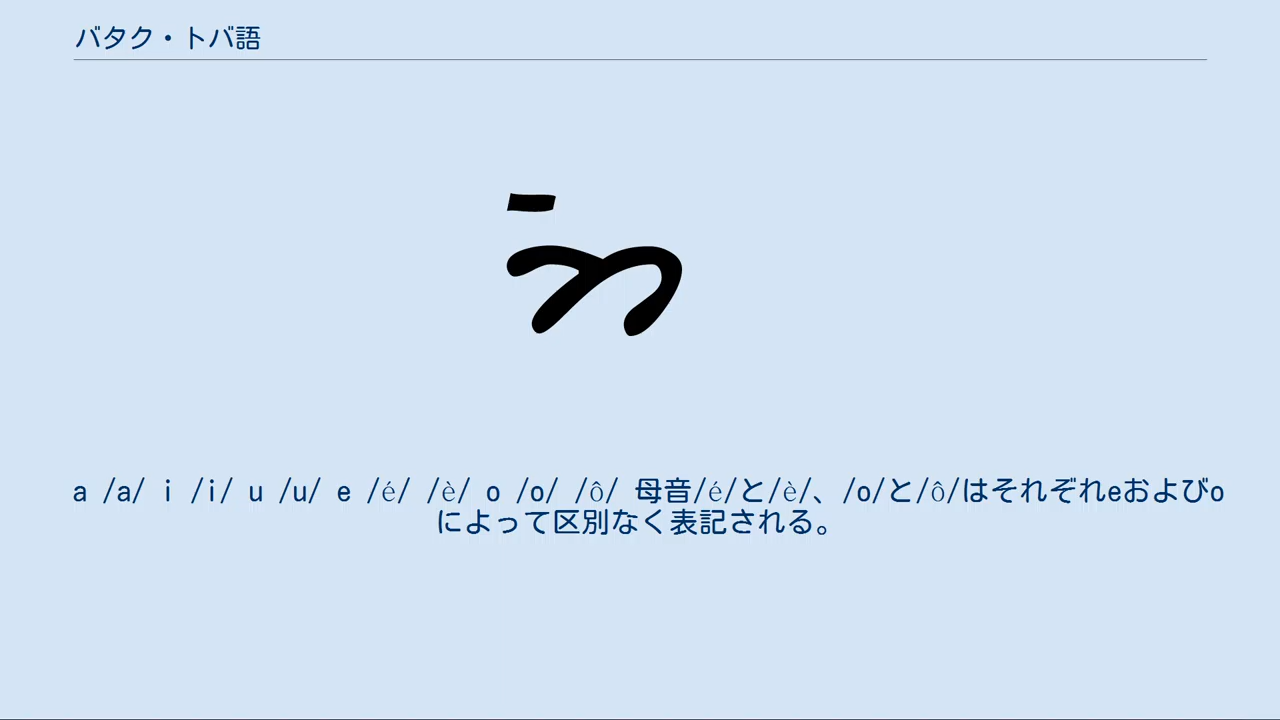 バタク・トバ語
a /a/ i /i/ u /u/ e /é/ /è/ o /o/ /ô/ 母音/é/と/è/、/o/と/ô/はそれぞれeおよびo
によって区別なく表記される。